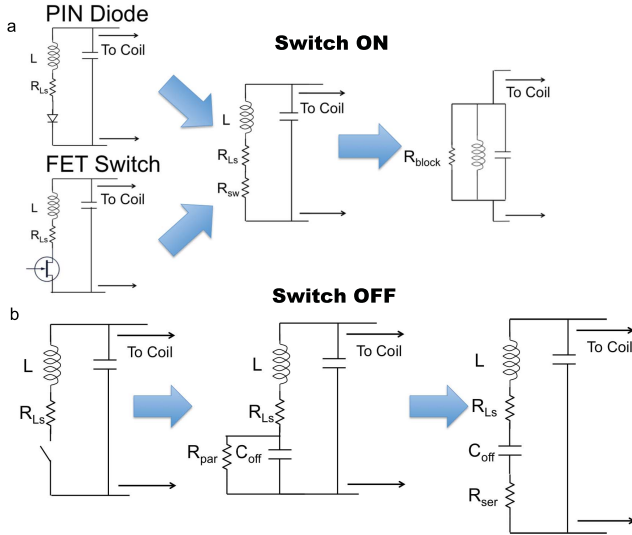 a
PIN Diode
L
R_Ls
To Coil
FET Switch
L
R_Ls
To Coil
Switch ON
L
R_Ls
R_sw
To Coil
R_block
To Coil
Switch OFF
b
L
R_Ls
To Coil
L
R_Ls
R_par
C_off
To Coil
L
R_Ls
C_off
R_ser
To Coil